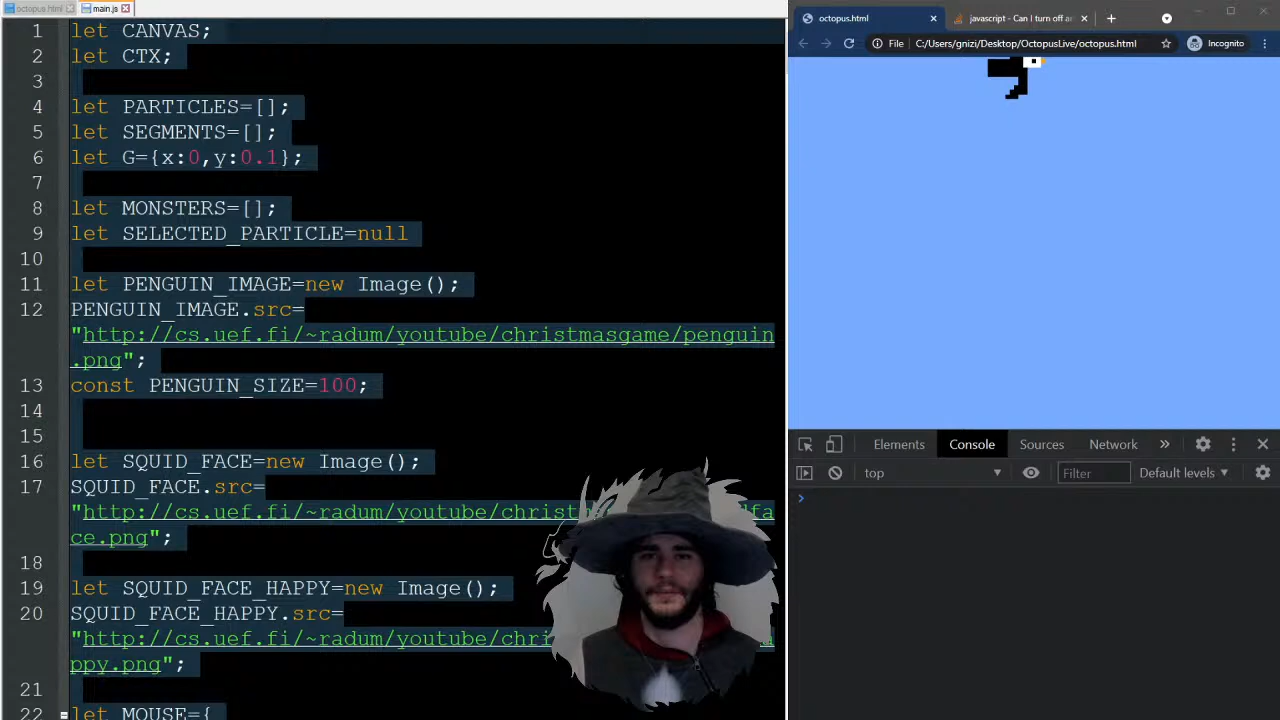 octopus.html
main.js
1 let CANVAS;
2 let CTX;
3
4 let PARTICLES=[];
5 let SEGMENTS=[];
6 let G={x:0,y:0.1};
7
8 let MONSTERS=[];
9 let SELECTED_PARTICLE=null
10
11 let PENGUIN_IMAGE=new Image();
12 PENGUIN_IMAGE.src=
"http://cs.uef.fi/~radum/youtube/christmasgame/penguin
.png";
13 const PENGUIN_SIZE=100;
14
15
16 let SQUID_FACE=new Image();
17 SQUID_FACE.src=
"http://cs.uef.fi/~radum/youtube/christ
ce.png";
18
19 let SQUID_FACE_HAPPY=new Image();
20 SQUID_FACE_HAPPY.src=
"http://cs.uef.fi/~radum/youtube/chri
ppy.png";
21
22 let MOUSE={
octopus.html
javascript - Can I turn off an
File C:/Users/gnizi/Desktop/OctopusLive/octopus.html Incognito
Elements Console Sources Network
top Filter Default levels